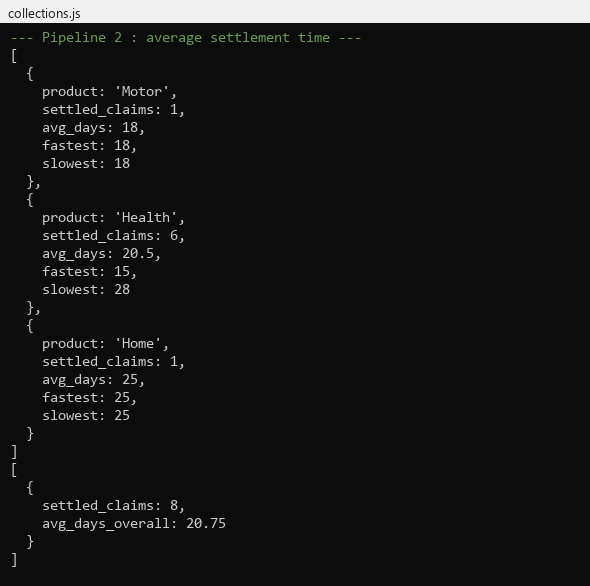 collections.js
--- Pipeline 2 : average settlement time ---
[
  {
    product: 'Motor',
    settled_claims: 1,
    avg_days: 18,
    fastest: 18,
    slowest: 18
  },
  {
    product: 'Health',
    settled_claims: 6,
    avg_days: 20.5,
    fastest: 15,
    slowest: 28
  },
  {
    product: 'Home',
    settled_claims: 1,
    avg_days: 25,
    fastest: 25,
    slowest: 25
  }
]
[
  {
    settled_claims: 8,
    avg_days_overall: 20.75
  }
]